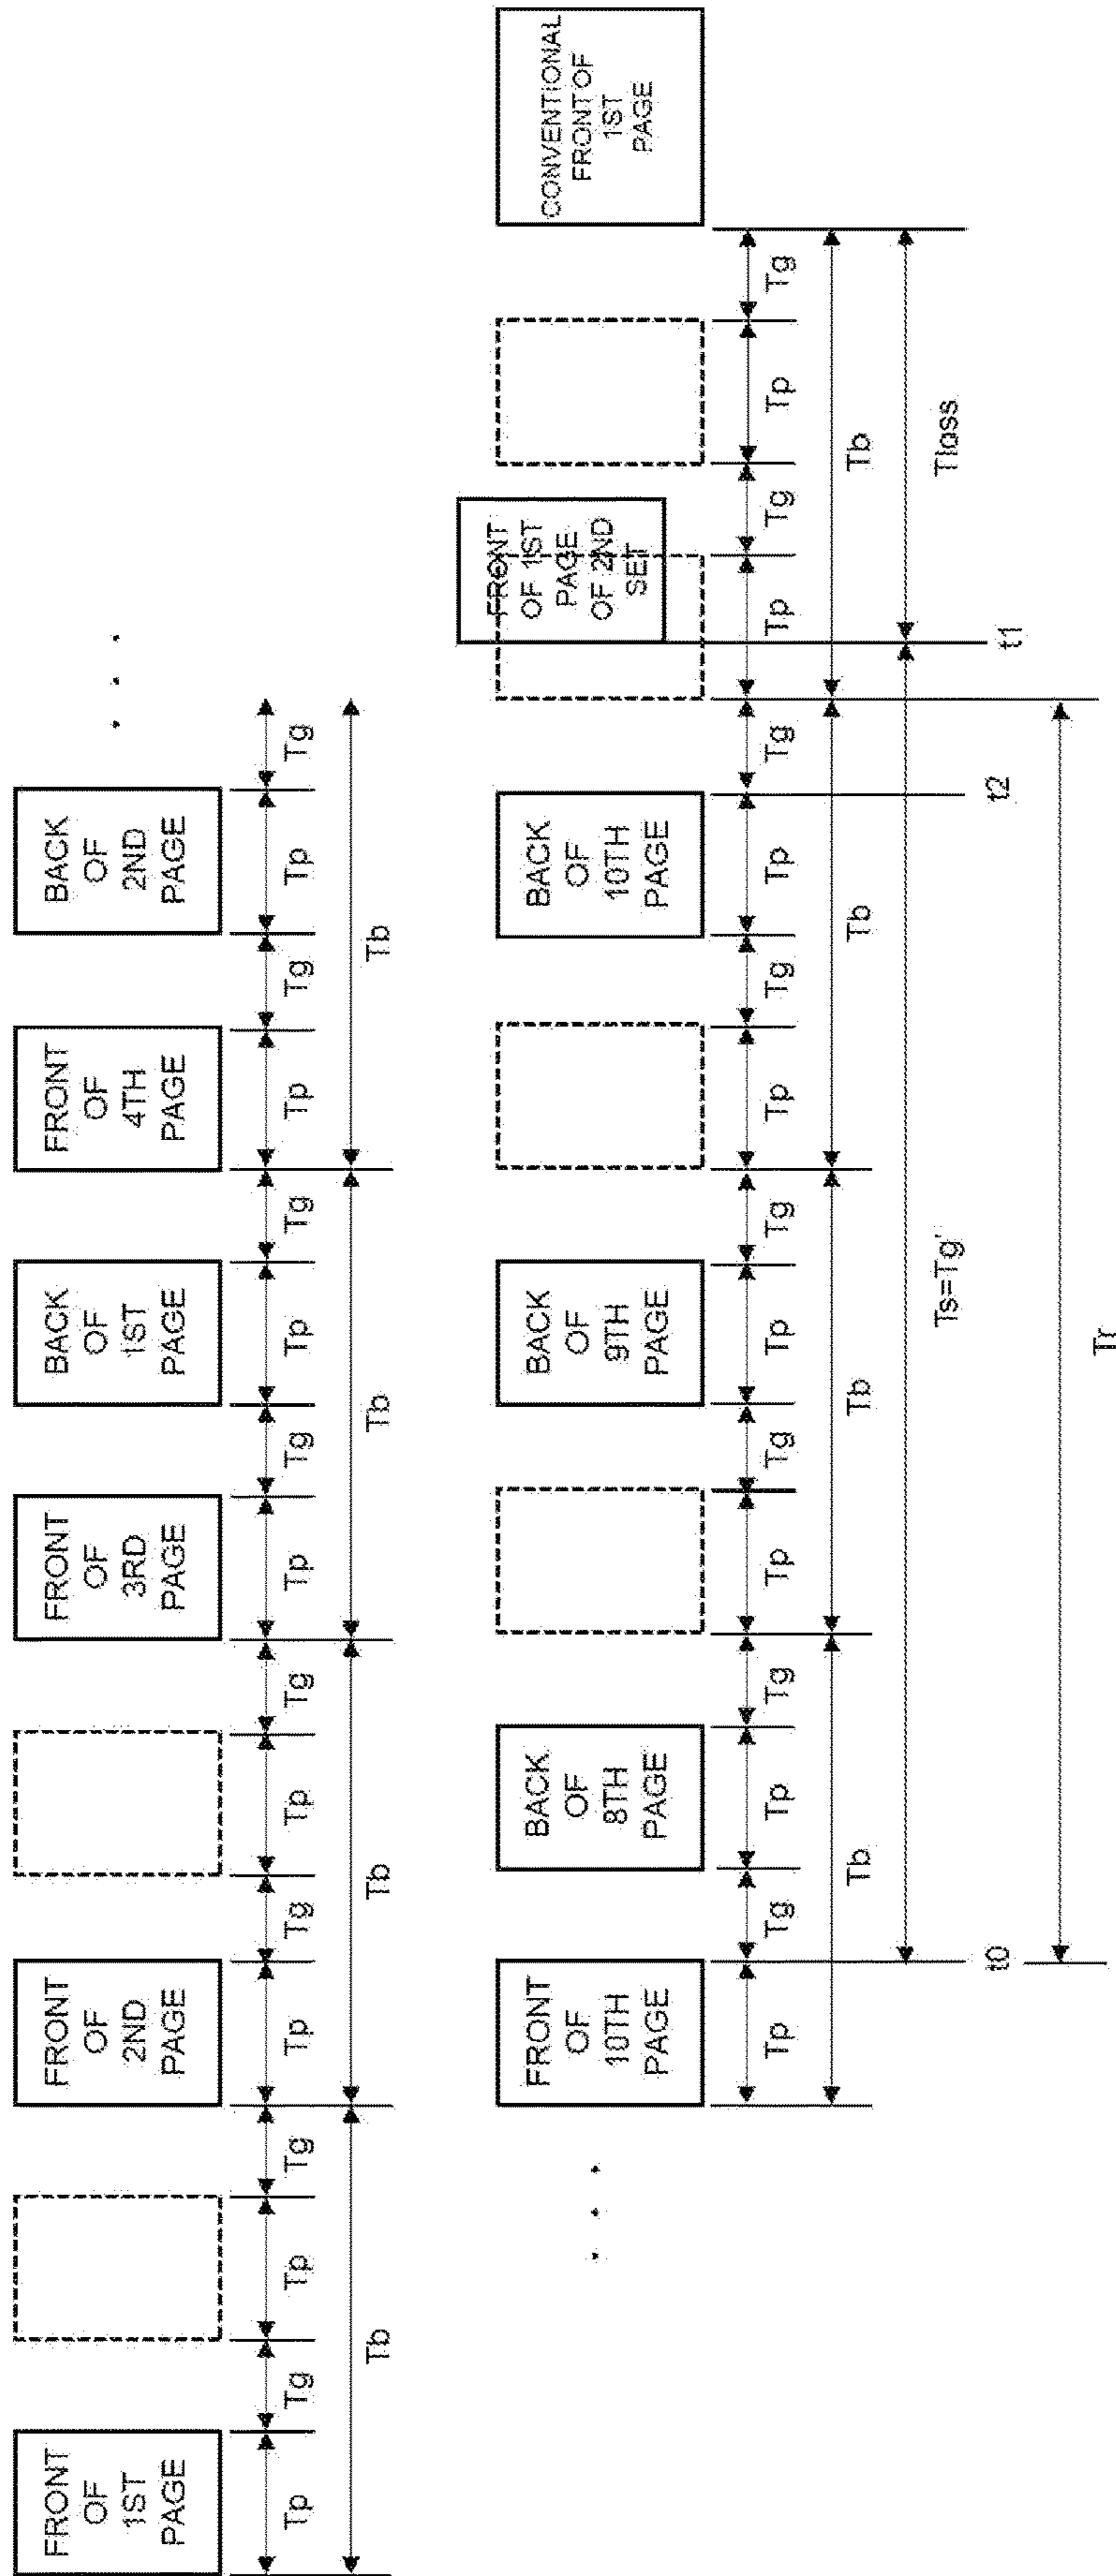 FRONT
OF
1ST
PAGE
FRONT
OF
2ND
PAGE
FRONT
OF
3RD
PAGE
BACK
OF
1ST
PAGE
FRONT
OF
4TH
PAGE
BACK
OF
2ND
PAGE
Tp
Tg
Tp
Tg
Tp
Tg
Tp
Tg
Tp
Tg
Tp
Tg
Tp
Tg
Tp
Tg
Tb
Tb
Tb
Tb
FRONT
OF
10TH
PAGE
BACK
OF
8TH
PAGE
BACK
OF
9TH
PAGE
BACK
OF
10TH
PAGE
FRONT
OF 1ST
PAGE
OF 2ND
SET
CONVENTIONAL
FRONT OF
1ST
PAGE
Tp
Tg
Tp
Tg
Tp
Tg
Tp
Tg
Tp
Tg
Tp
Tg
Tp
Tg
Tp
Tg
Tb
Tb
Tb
Tb
Ts=Tg'
Tloss
t0
t2
t1
Tr